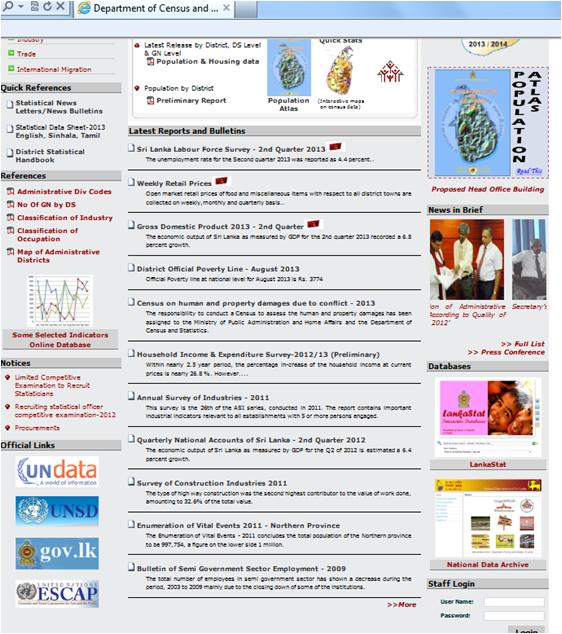 Department of Census and ...
Industry
Trade
International Migration
Quick References
Statistical News
Letters/News Bulletins
Statistical Data Sheet-2013
English, Sinhala, Tamil
District Statistical
Handbook
References
Administrative Div Codes
No Of GN by DS
Classification of Industry
Classification of
Occupation
Map of Administrative
Districts
Some Selected Indicators
Online Database
Notices
Limited Competitive
Examination to Recruit
Statisticians
Recruiting statistical officer
competitive examination-2012
Procurements
Official Links
UNdata
A world of information
UNSD
gov.lk
UNITED NATIONS
ESCAP
Latest Release by District, DS Level
& GN Level
Population & Housing data
Population by District
Preliminary Report
Population
Atlas
Quick Stats
(Interactive maps
on census data)
Latest Reports and Bulletins
Sri Lanka Labour Force Survey - 2nd Quarter 2013
The unemployment rate for the Second quarter 2013 was reported as 4.4 percent..
Weekly Retail Prices
Open market retail prices of food and miscellaneous items with respect to all district towns are
collected on weekly, monthly and quarterly basis...
Gross Domestic Product 2013 - 2nd Quarter
The economic output of Sri Lanka as measured by GDP for the 2nd quarter 2013 recorded a 6.8
percent growth.
District Official Poverty Line - August 2013
Official Poverty line at national level for August 2013 is Rs. 3774
Census on human and property damages due to conflict - 2013
The responsibility to conduct a Census to assess the human and property damages has been
assigned to the Ministry of Public Administration and Home Affairs and the Department of
Census and Statistics.
Household Income & Expenditure Survey-2012/13 (Preliminary)
Within nearly 2.5 year period, the percentage in-crease of the household income at current
prices is nearly 26.8 %. However....
Annual Survey of Industries - 2011
This survey is the 26th of the ASI series, conducted in 2011. The report contains important
industrial indicators relevant to all establishments with 5 or more persons engaged.
Quarterly National Accounts of Sri Lanka - 2nd Quarter 2012
The economic output of Sri Lanka as measured by GDP for the Q2 of 2012 is estimated a 6.4
percent growth.
Survey of Construction Industries 2011
The type of high way construction was the second highest contributor to the value of work done,
amounting to 32.6% of the total value.
Enumeration of Vital Events 2011 - Northern Province
The Enumeration of Vital Events - 2011 concludes the total population of the Northern province
to be 997,754, a figure on the lower side 1 million.
Bulletin of Semi Government Sector Employment - 2009
The total number of employees in semi government sector has shown a decrease during the
period, 2003 to 2009 mainly due to the closing down of some of the institutions.
>>More
2013 / 2014
POPULATION
ATLAS
Read This
Proposed Head Office Building
News in Brief
ion of Administrative Secretary's
According to Quality of
2012"
>> Full List
>> Press Conference
Databases
LankaStat
LankaStat
National Data Archive
Staff Login
User Name:
Password:
Login